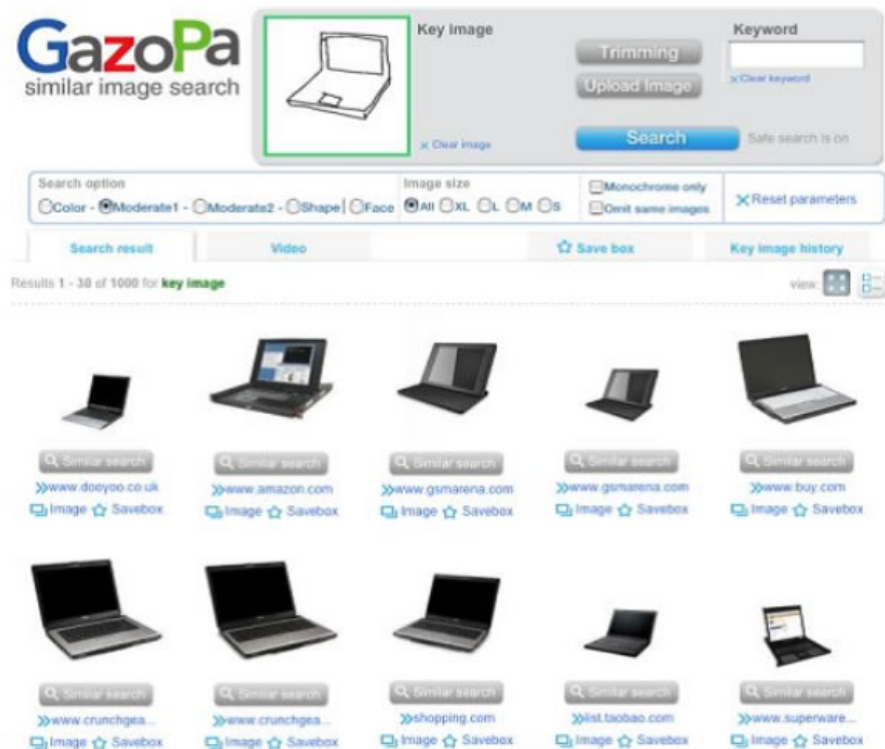 GazoPa
similar image search
Key image
Trimming
Upload Image
× Clear image
Search
Keyword
× Clear keyword
Safe search is on
Search option
Color - Moderate1 - Moderate2 - Shape | Face
Image size
All XL L M S
Monochrome only
Omit same images
× Reset parameters
Search result
Video
Save box
Key image history
Results 1 - 30 of 1000 for key image
view:
Similar search Similar search Similar search Similar search Similar search
»www.dooyoo.co.uk »www.amazon.com »www.gsmarena.com »www.gsmarena.com »www.buy.com
Image Savebox Image Savebox Image Savebox Image Savebox Image Savebox
Similar search Similar search Similar search Similar search Similar search
»www.crunchgea... »www.crunchgea... »shopping.com »list.taobao.com »www.superware...
Image Savebox Image Savebox Image Savebox Image Savebox Image Savebox